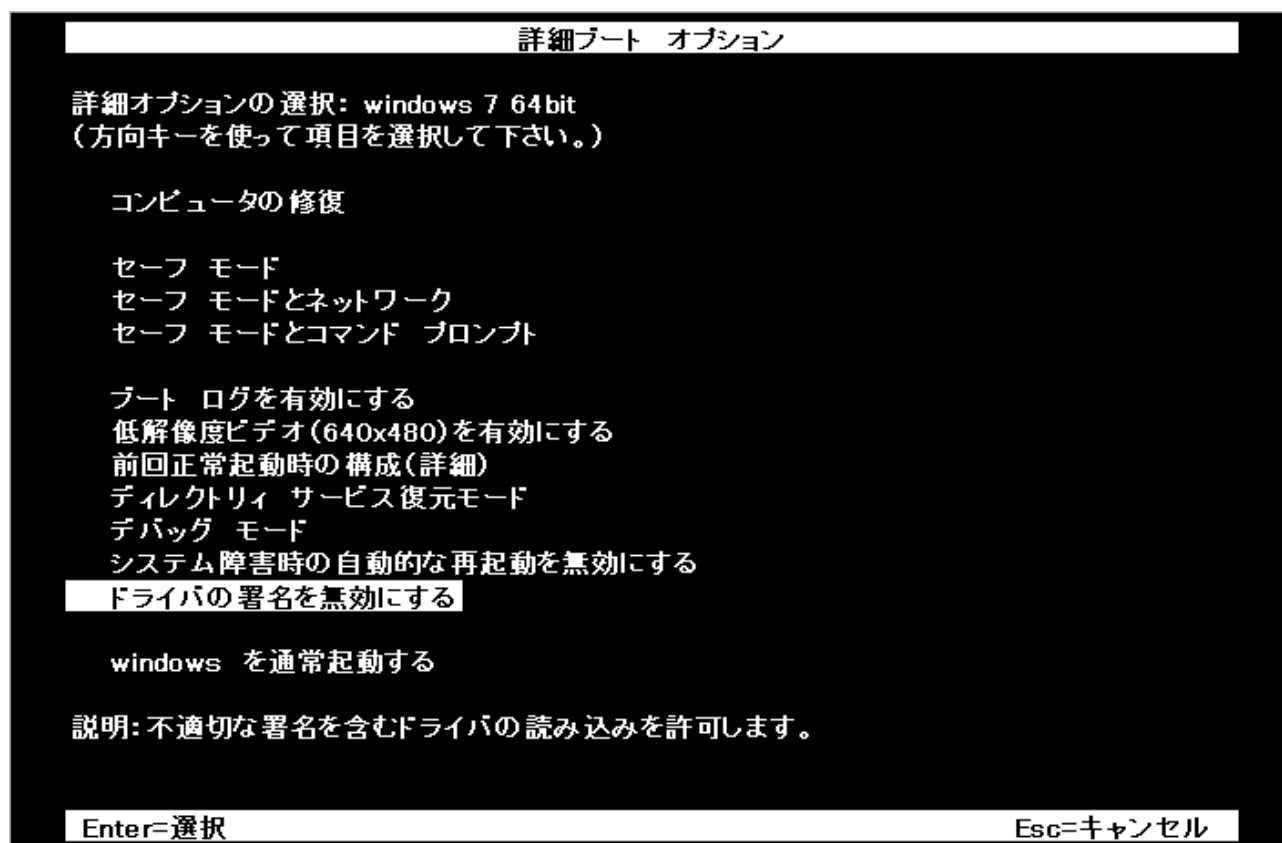 詳細ブート オプション
詳細オプションの選択: windows 7 64bit
(方向キーを使って項目を選択して下さい。)
コンピュータの修復
セーフ モード
セーフ モードとネットワーク
セーフ モードとコマンド プロンプト
ブート ログを有効にする
低解像度ビデオ(640x480)を有効にする
前回正常起動時の構成(詳細)
ディレクトリィ サービス復元モード
デバッグ モード
システム障害時の自動的な再起動を無効にする
ドライバの署名を無効にする
windows を通常起動する
説明:不適切な署名を含むドライバの読み込みを許可します。
Enter=選択 Esc=キャンセル